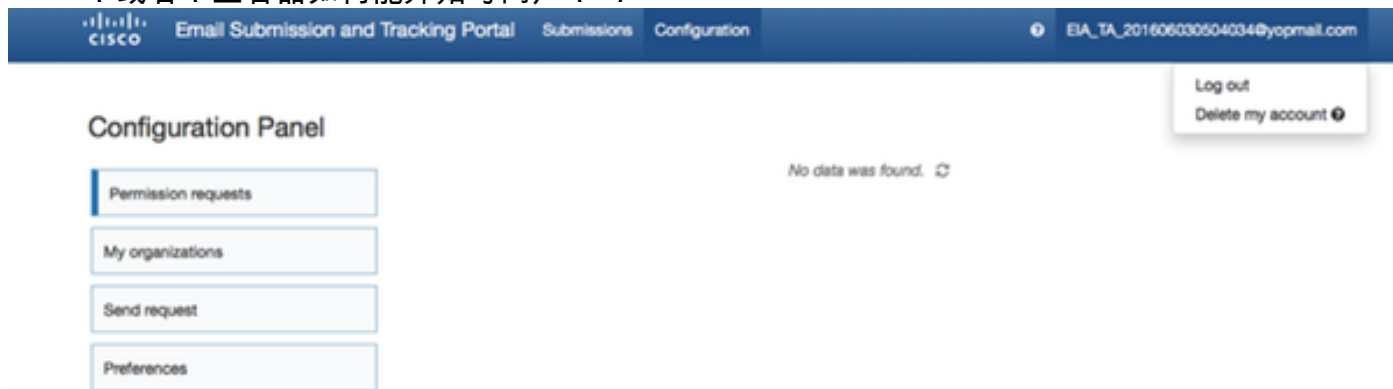 cisco
Email Submission and Tracking Portal Submissions Configuration EIA_TA_201606030504034@yopmail.com
Log out
Delete my account
Configuration Panel
No data was found.
Permission requests
My organizations
Send request
Preferences